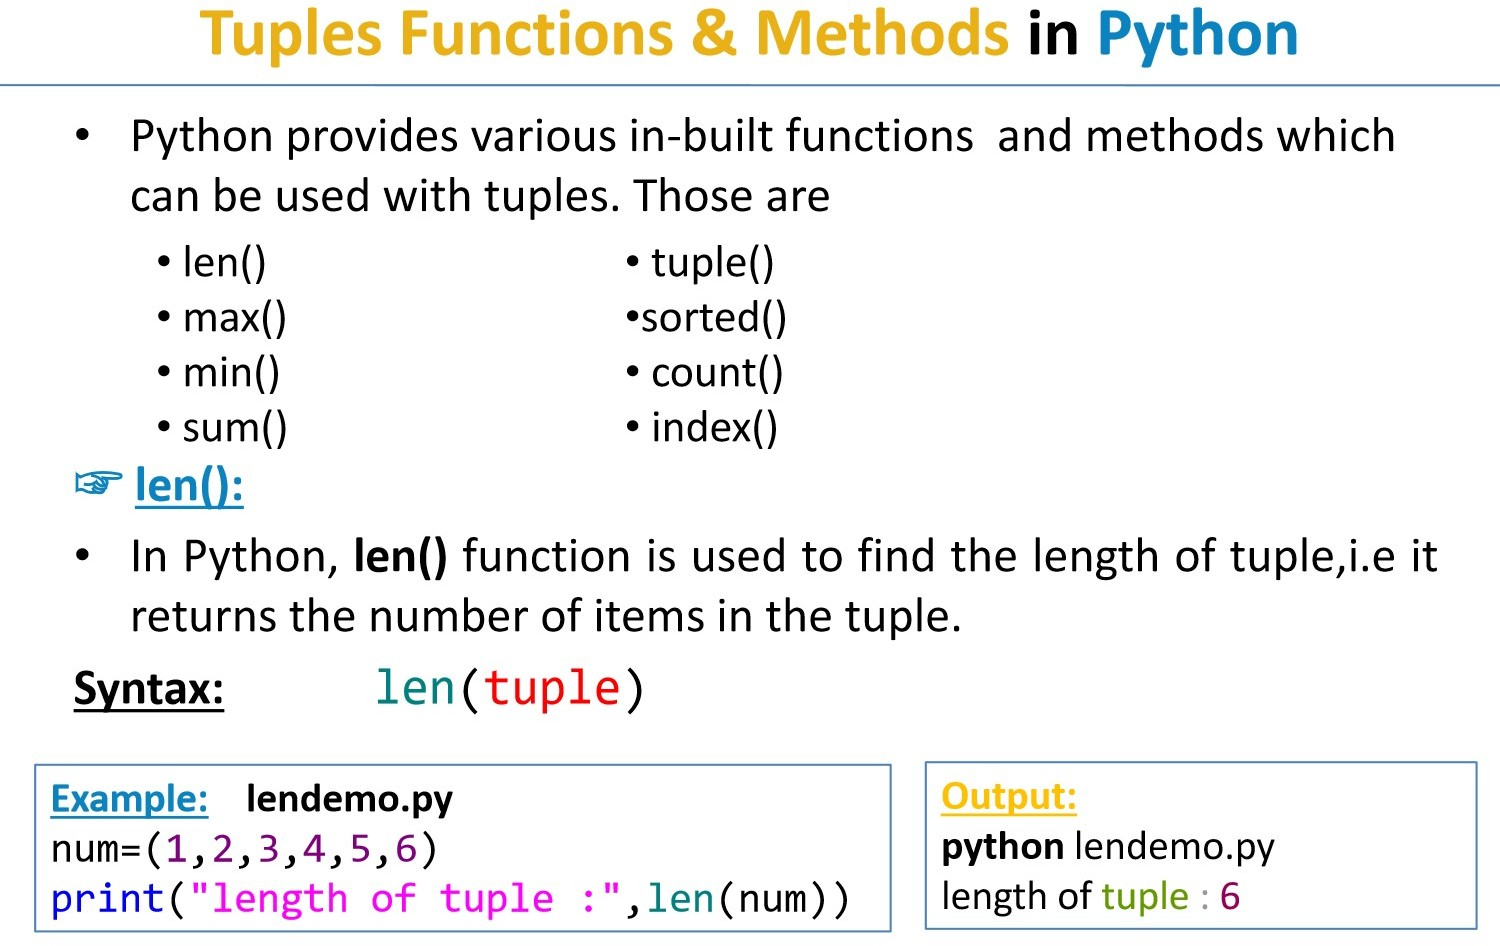 Tuples Functions & Methods in Python
• Python provides various in-built functions  and methods which
can be used with tuples. Those are
• len()
• max()
• min()
• sum()
• tuple()
•sorted()
• count()
• index()
☞ len():
• In Python, len() function is used to find the length of tuple,i.e it
returns the number of items in the tuple.
Syntax: len(tuple)
Example: lendemo.py
num=(1,2,3,4,5,6)
print("length of tuple :",len(num))
Output:
python lendemo.py
length of tuple : 6